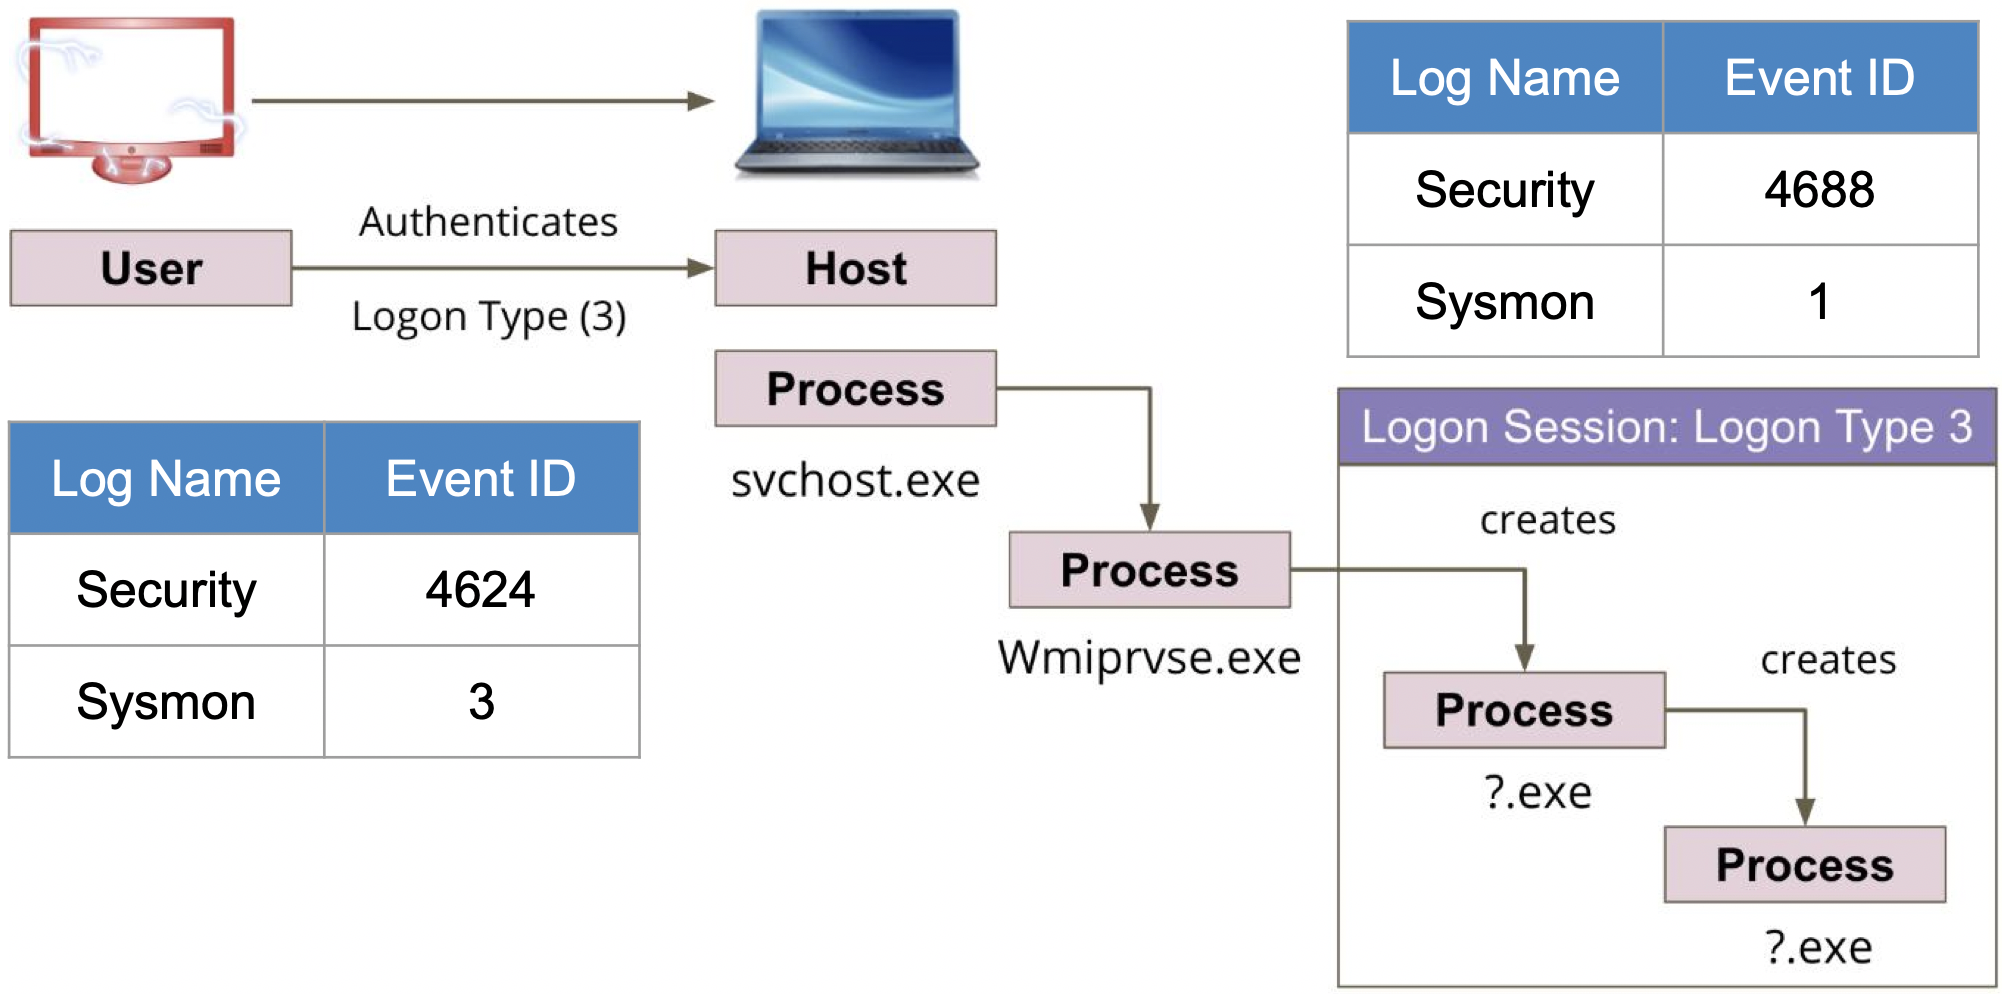 User
Authenticates
Logon Type (3)
Host
Process
svchost.exe
Process
Wmiprvse.exe
Log Name Event ID
Security 4624
Sysmon 3
Log Name Event ID
Security 4688
Sysmon 1
Logon Session: Logon Type 3
creates
Process
?.exe
creates
Process
?.exe